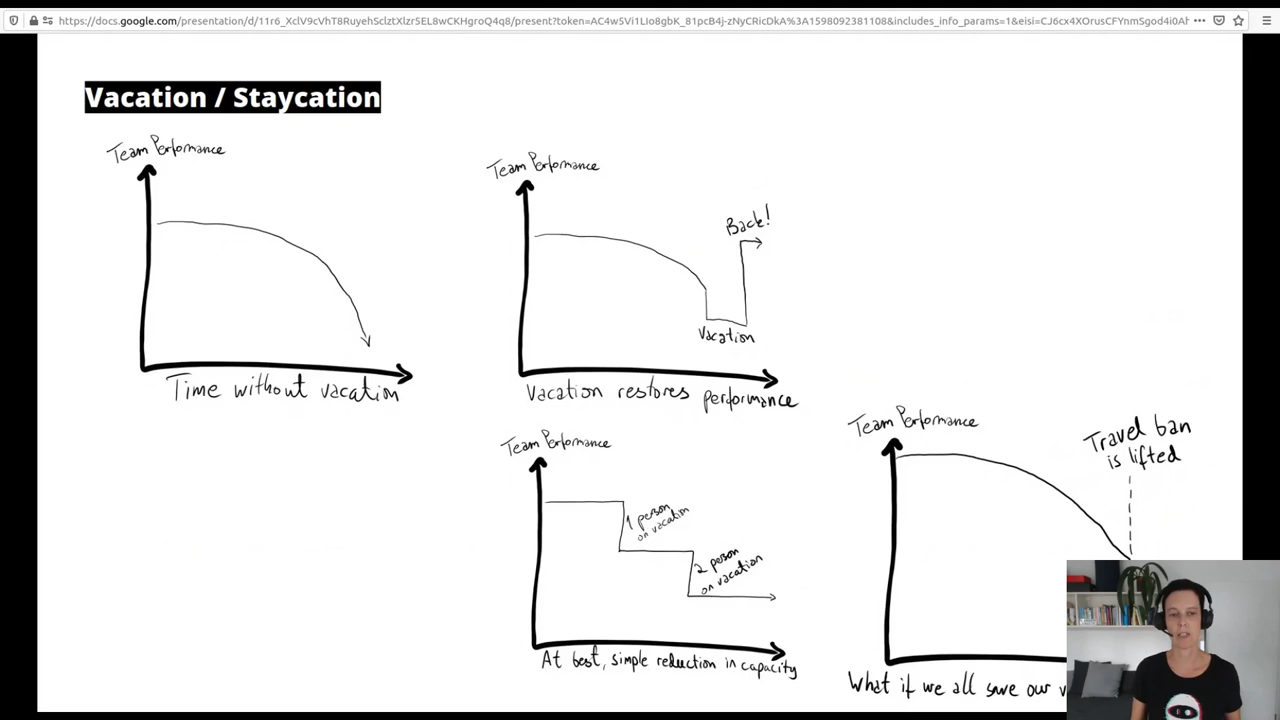 https://docs.google.com/presentation/d/11r6_XclV9cVhT8RuyehSclztXlzr5EL8wCKHgroQ4q8/present?token=AC4w5Vi1LIo8gbK_81pcB4j-zNyCRicDkA%3A1598092381108&includes_info_params=1&eisi=CJ6cx4XOrusCFYnmSgod4i0Ał
Vacation / Staycation
Team Performance
Time without vacation
Team Performance
Back!
Vacation
Vacation restores performance
Team Performance
1 person
on vacation
2 person
on vacation
At best, simple reduction in capacity
Team Performance
Travel ban
is lifted
What if we all save our